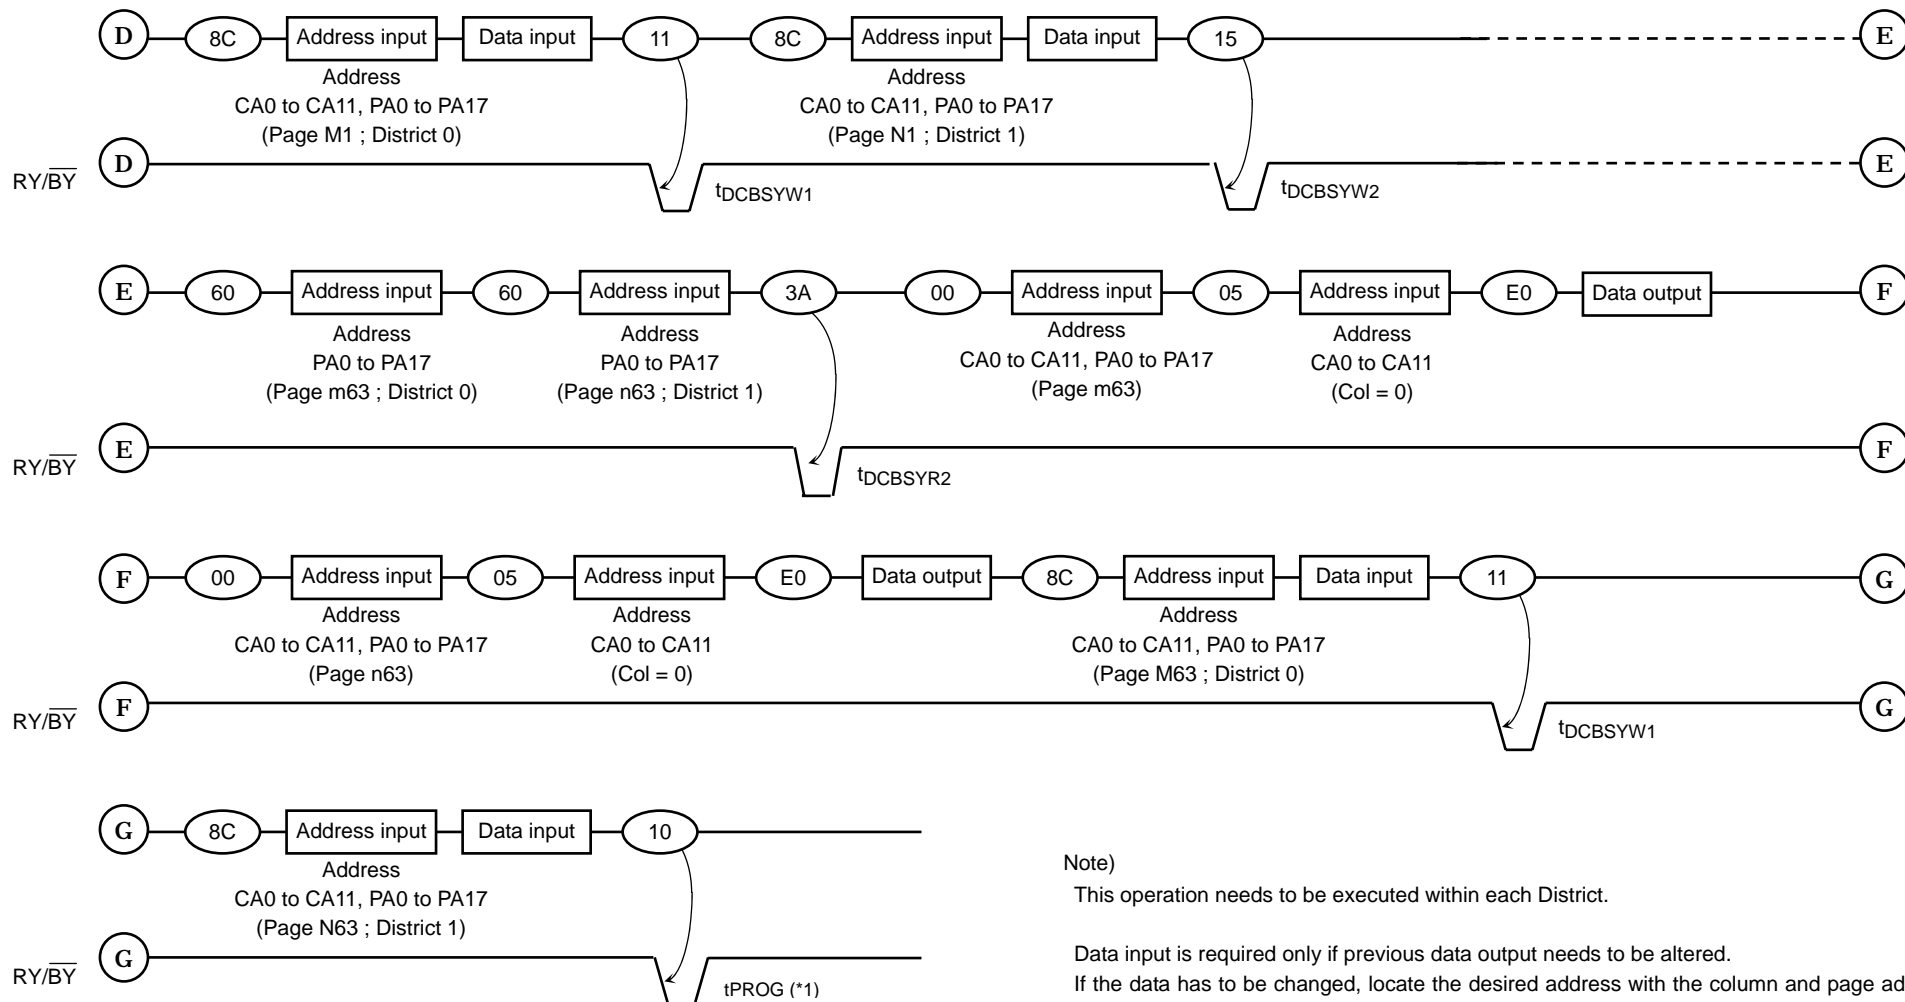 D 8C Address input Data input 11 8C Address input Data input 15 E
Address Address
CA0 to CA11, PA0 to PA17 CA0 to CA11, PA0 to PA17
(Page M1 ; District 0) (Page N1 ; District 1)
RY/BY D E
tDCBSYW1 tDCBSYW2
E 60 Address input 60 Address input 3A 00 Address input 05 Address input E0 Data output F
Address Address Address Address
PA0 to PA17 PA0 to PA17 CA0 to CA11, PA0 to PA17 CA0 to CA11
(Page m63 ; District 0) (Page n63 ; District 1) (Page m63) (Col = 0)
RY/BY E F
tDCBSYR2
F 00 Address input 05 Address input E0 Data output 8C Address input Data input 11 G
Address Address Address
CA0 to CA11, PA0 to PA17 CA0 to CA11 CA0 to CA11, PA0 to PA17
(Page n63) (Col = 0) (Page M63 ; District 0)
RY/BY F G
tDCBSYW1
G 8C Address input Data input 10
Address
CA0 to CA11, PA0 to PA17
(Page N63 ; District 1)
RY/BY G
tPROG (*1)
Note)
This operation needs to be executed within each District.
Data input is required only if previous data output needs to be altered.
If the data has to be changed, locate the desired address with the column and page ad